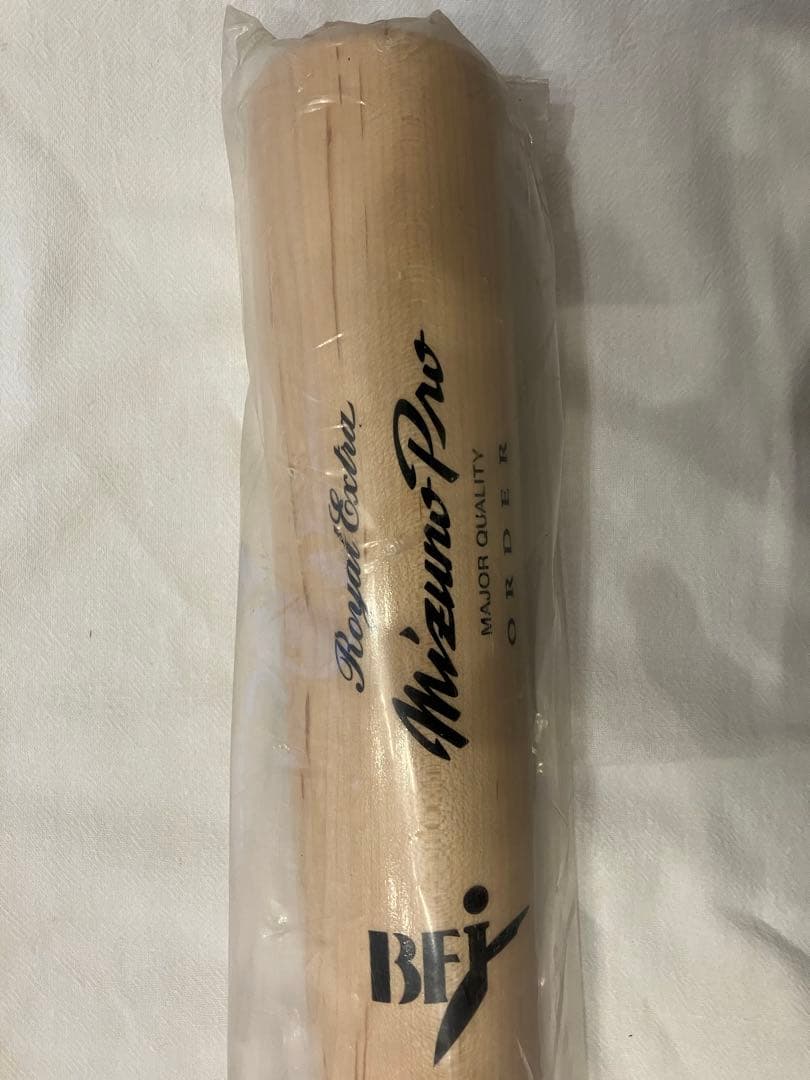 Royal Extra
Mizuno Pro
MAJOR QUALITY
ORDER
BFJ